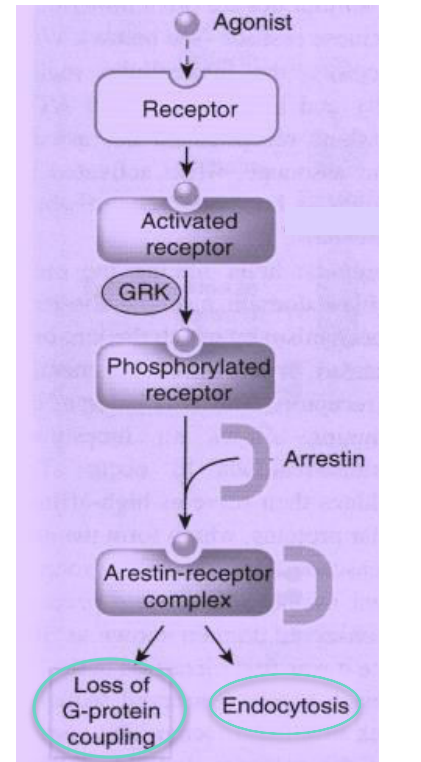 Agonist
Receptor
Activated
receptor
GRK
Phosphorylated
receptor
Arrestin
Arestin-receptor
complex
Loss of
G-protein
coupling
Endocytosis